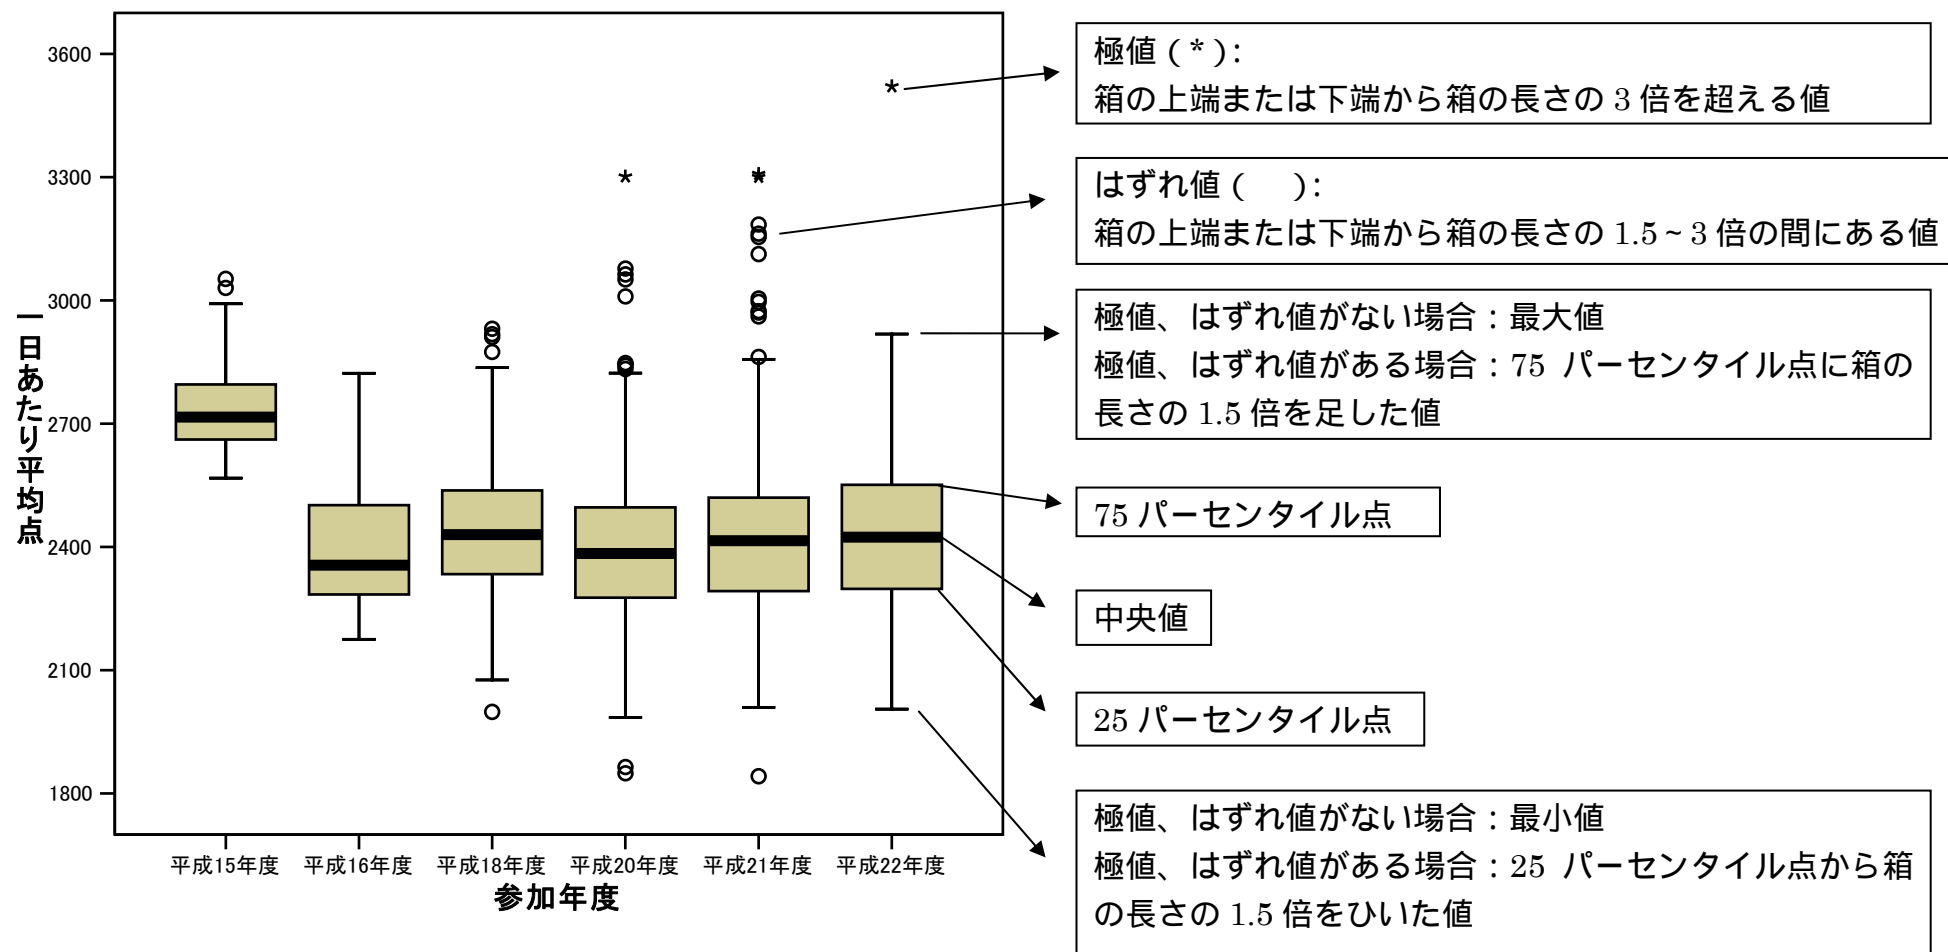 3600
3300
3000
2700
2400
2100
1800
一日あたり平均点
平成15年度 平成16年度 平成18年度 平成20年度 平成21年度 平成22年度
参加年度
極値(*):
箱の上端または下端から箱の長さの 3 倍を超える値
はずれ値( ):
箱の上端または下端から箱の長さの 1.5~3 倍の間にある値
極値、はずれ値がない場合:最大値
極値、はずれ値がある場合:75 パーセンタイル点に箱の
長さの 1.5 倍を足した値
75 パーセンタイル点
中央値
25 パーセンタイル点
極値、はずれ値がない場合:最小値
極値、はずれ値がある場合:25 パーセンタイル点から箱
の長さの 1.5 倍をひいた値